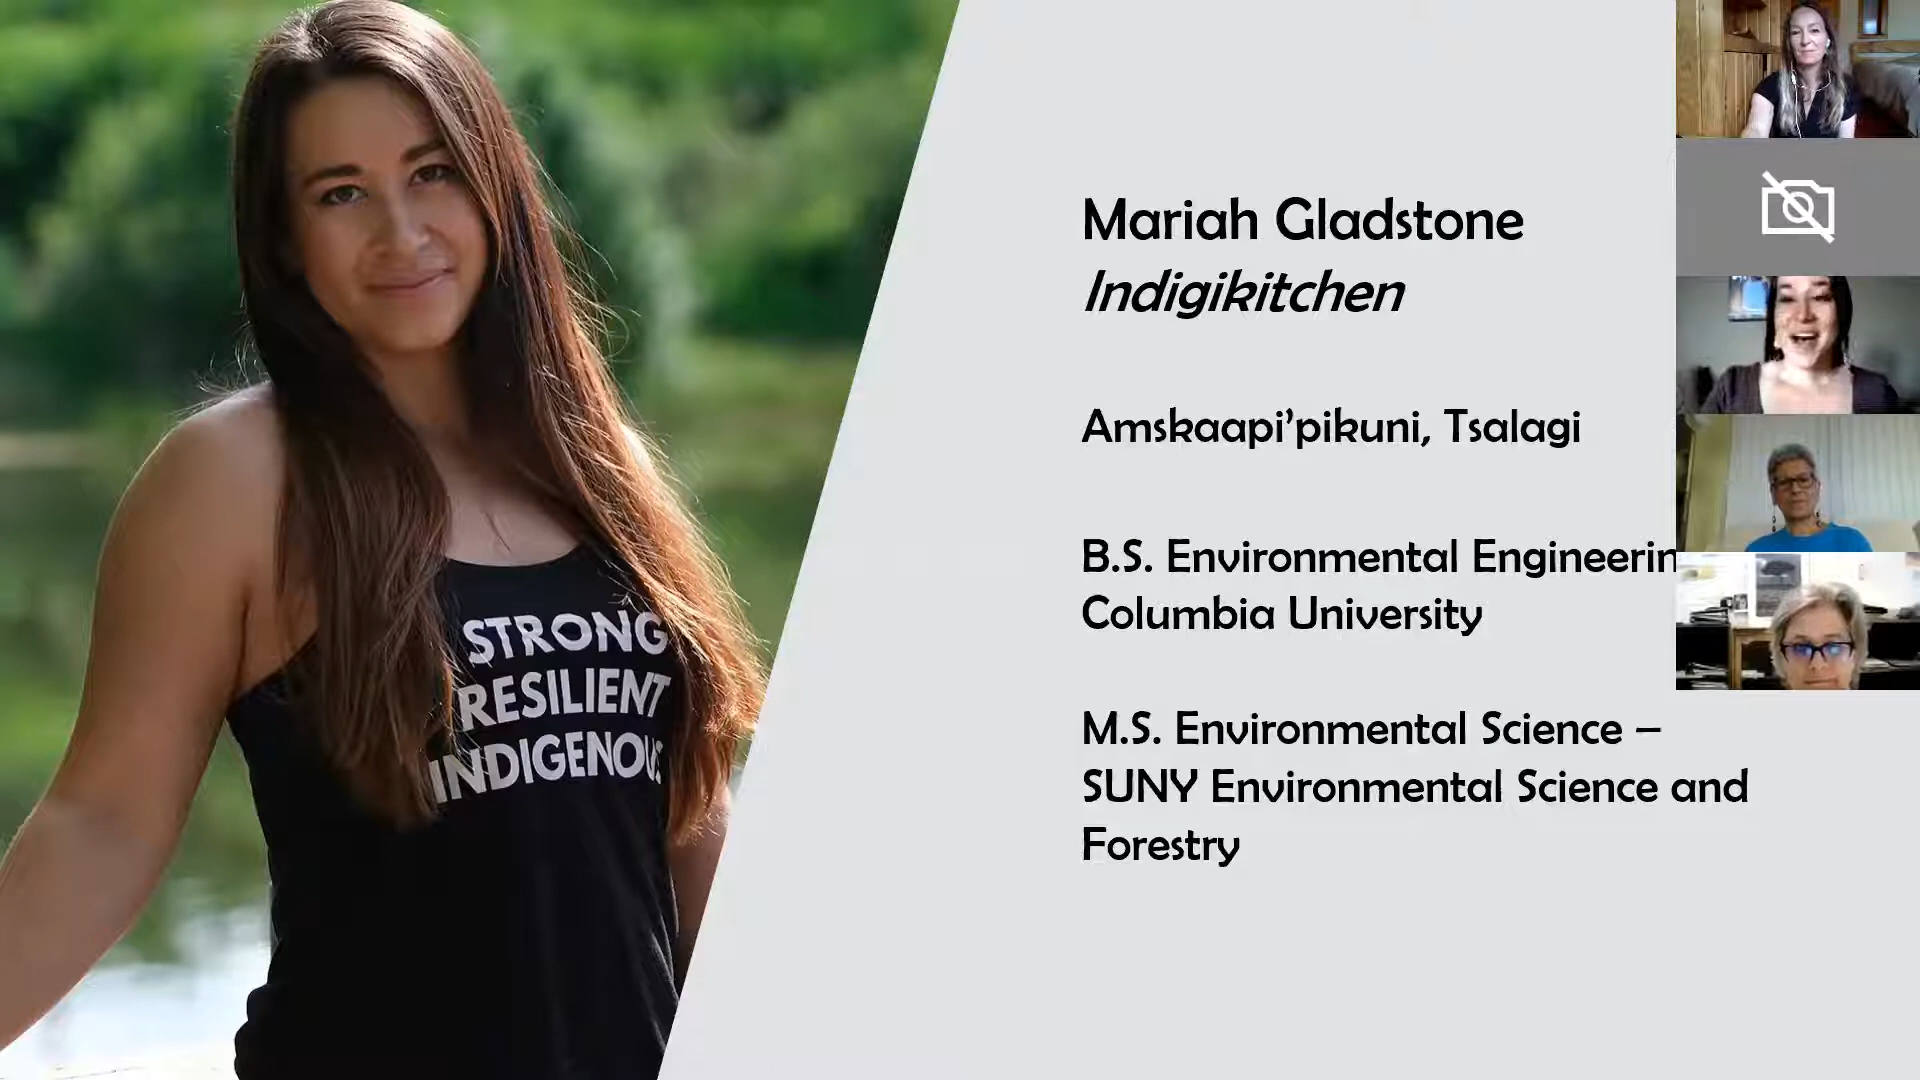 Mariah Gladstone
Indigikitchen
Amskaapi'pikuni, Tsalagi
B.S. Environmental Engineerin
Columbia University
M.S. Environmental Science –
SUNY Environmental Science and
Forestry
STRONG
RESILIENT
INDIGENOUS